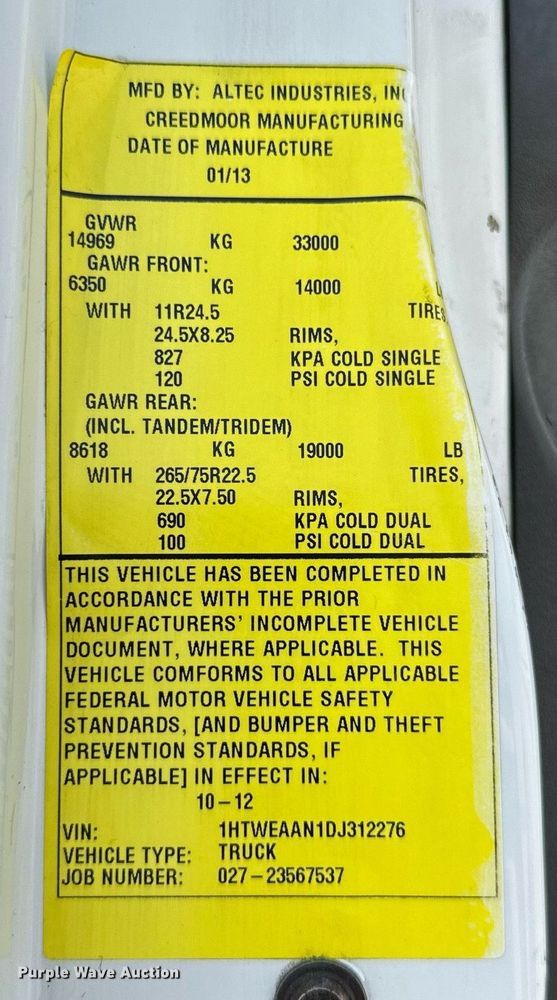 MFD BY: ALTEC INDUSTRIES,
CREEDMOOR MANUFACTURING
DATE OF MANUFACTURE
01/13
GVWR
14969 KG 33000
GAWR FRONT:
6350 KG 14000
WITH 11R24.5 TIRES
24.5X8.25 RIMS,
827 KPA COLD SINGLE
120 PSI COLD SINGLE
GAWR REAR:
(INCL. TANDEM/TRIDEM)
8618 KG 19000 LB
WITH 265/75R22.5 TIRES,
22.5X7.50 RIMS,
690 KPA COLD DUAL
100 PSI COLD DUAL
THIS VEHICLE HAS BEEN COMPLETED IN
ACCORDANCE WITH THE PRIOR
MANUFACTURERS' INCOMPLETE VEHICLE
DOCUMENT, WHERE APPLICABLE. THIS
VEHICLE COMFORMS TO ALL APPLICABLE
FEDERAL MOTOR VEHICLE SAFETY
STANDARDS, [AND BUMPER AND THEFT
PREVENTION STANDARDS, IF
APPLICABLE] IN EFFECT IN:
10-12
VIN: 1HTWEAAN1DJ312276
VEHICLE TYPE: TRUCK
JOB NUMBER: 027-23567537
Purple Wave Auction